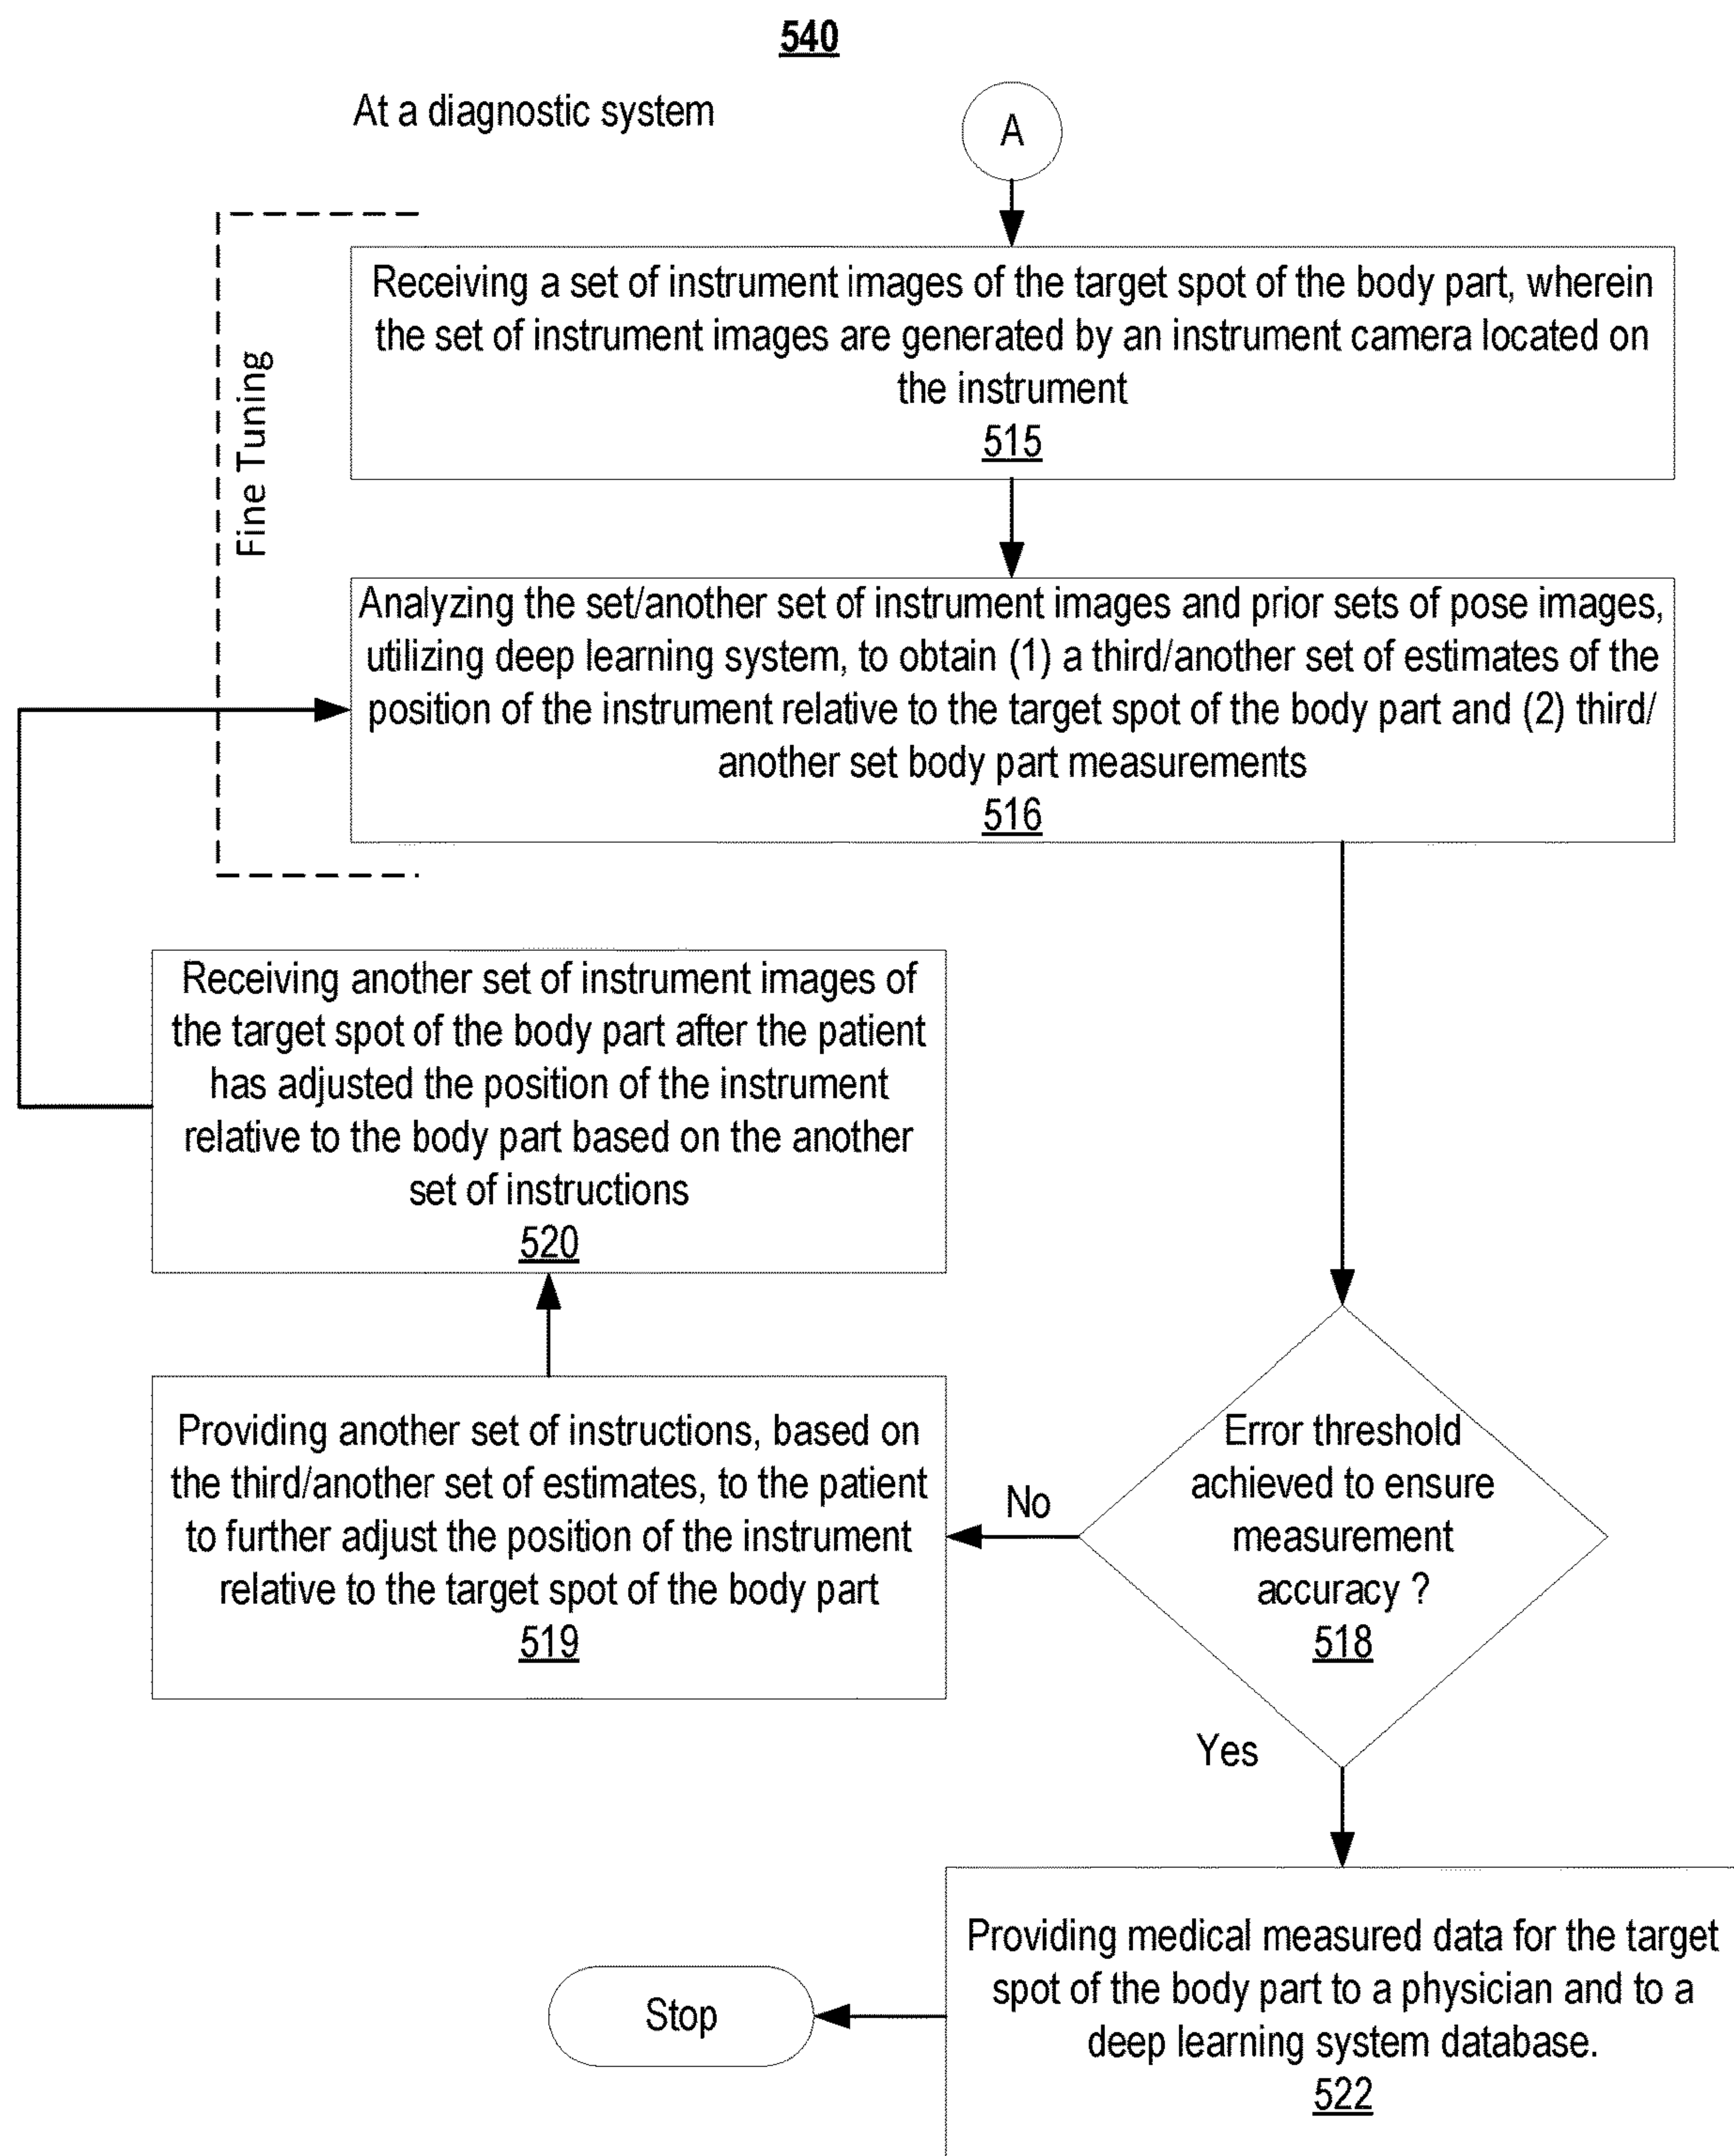 540
At a diagnostic system
A
Fine Tuning
Receiving a set of instrument images of the target spot of the body part, wherein
the set of instrument images are generated by an instrument camera located on
the instrument
515
Analyzing the set/another set of instrument images and prior sets of pose images,
utilizing deep learning system, to obtain (1) a third/another set of estimates of the
position of the instrument relative to the target spot of the body part and (2) third/
another set body part measurements
516
Receiving another set of instrument images of
the target spot of the body part after the patient
has adjusted the position of the instrument
relative to the body part based on the another
set of instructions
520
Providing another set of instructions, based on
the third/another set of estimates, to the patient
to further adjust the position of the instrument
relative to the target spot of the body part
519
No
Error threshold
achieved to ensure
measurement
accuracy ?
518
Yes
Providing medical measured data for the target
spot of the body part to a physician and to a
deep learning system database.
522
Stop